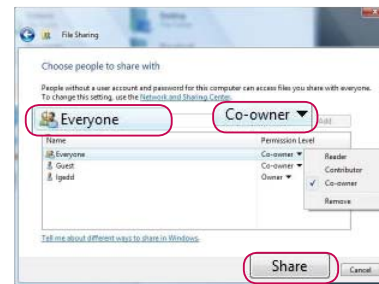 File Sharing
Choose people to share with
People without a user account and password for this computer can access files you share with everyone.
To change this setting, use the Network and Sharing Center.
Everyone Co-owner Add
Name Permission Level
Everyone Co-owner
Guest Co-owner
lgedd Owner
Reader
Contributor
Co-owner
Remove
Tell me about different ways to share in Windows.
Share Cancel